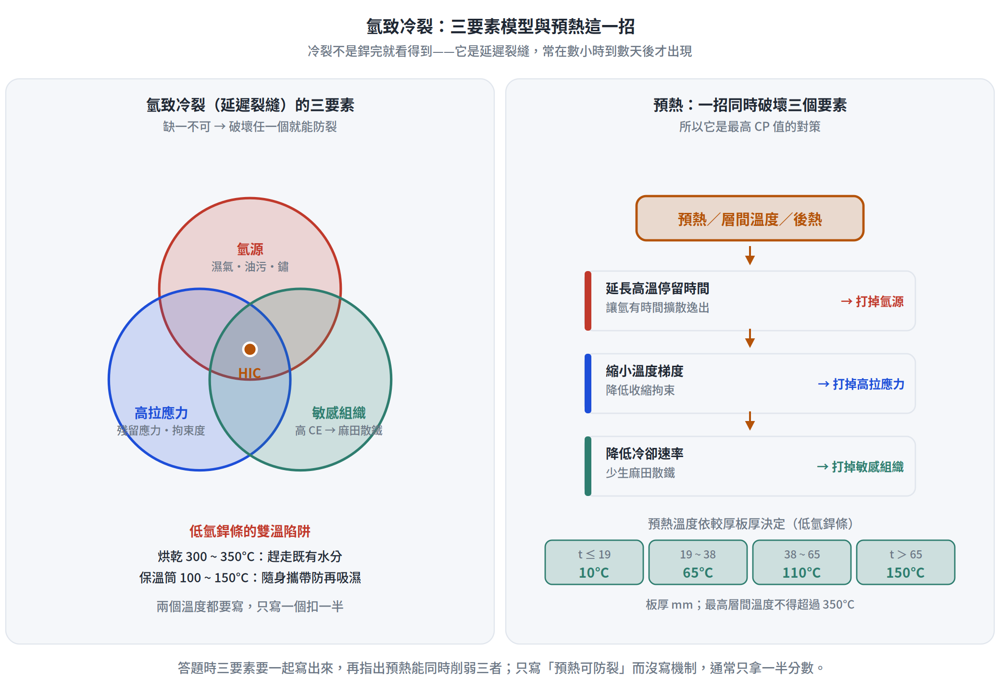 氫致冷裂：三要素模型與預熱這一招
冷裂不是銲完就看得到——它是延遲裂縫，常在數小時到數天後才出現
氫致冷裂（延遲裂縫）的三要素
缺一不可 → 破壞任一個就能防裂
氫源
濕氣・油污・鏽
HIC
高拉應力
殘留應力・拘束度
敏感組織
高 CE → 麻田散鐵
低氫銲條的雙溫陷阱
烘乾 300 ~ 350°C：趕走既有水分
保溫筒 100 ~ 150°C：隨身攜帶防再吸濕
兩個溫度都要寫，只寫一個扣一半
預熱：一招同時破壞三個要素
所以它是最高 CP 值的對策
預熱／層間溫度／後熱
延長高溫停留時間
讓氫有時間擴散逸出
→ 打掉氫源
縮小溫度梯度
降低收縮拘束
→ 打掉高拉應力
降低冷卻速率
少生麻田散鐵
→ 打掉敏感組織
預熱溫度依較厚板厚決定（低氫銲條）
t ≤ 19
10°C
19 ~ 38
65°C
38 ~ 65
110°C
t ＞ 65
150°C
板厚 mm；最高層間溫度不得超過 350°C
答題時三要素要一起寫出來，再指出預熱能同時削弱三者；只寫「預熱可防裂」而沒寫機制，通常只拿一半分數。